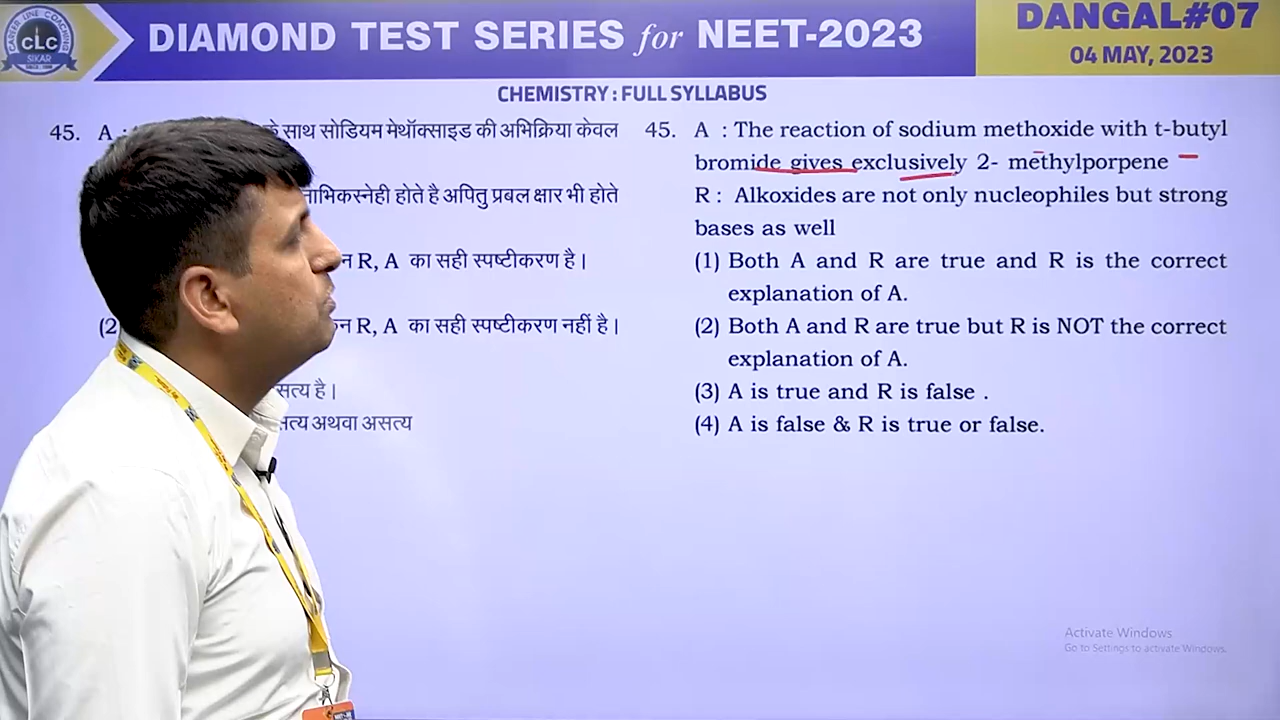 CAREER LINE COACHING
CLC
SIKAR
DIAMOND TEST SERIES for NEET-2023
DANGAL#07
04 MAY, 2023
CHEMISTRY : FULL SYLLABUS
45. A : के साथ सोडियम मेथॉक्साइड की अभिक्रिया केवल
नाभिकस्नेही होते है अपितु प्रबल क्षार भी होते
R, A का सही स्पष्टीकरण है।
(2 R, A का सही स्पष्टीकरण नहीं है।
सत्य है।
सत्य अथवा असत्य
45. A : The reaction of sodium methoxide with t-butyl
bromide gives exclusively 2- methylporpene
R : Alkoxides are not only nucleophiles but strong
bases as well
(1) Both A and R are true and R is the correct
explanation of A.
(2) Both A and R are true but R is NOT the correct
explanation of A.
(3) A is true and R is false .
(4) A is false & R is true or false.
Activate Windows
Go to Settings to activate Windows.